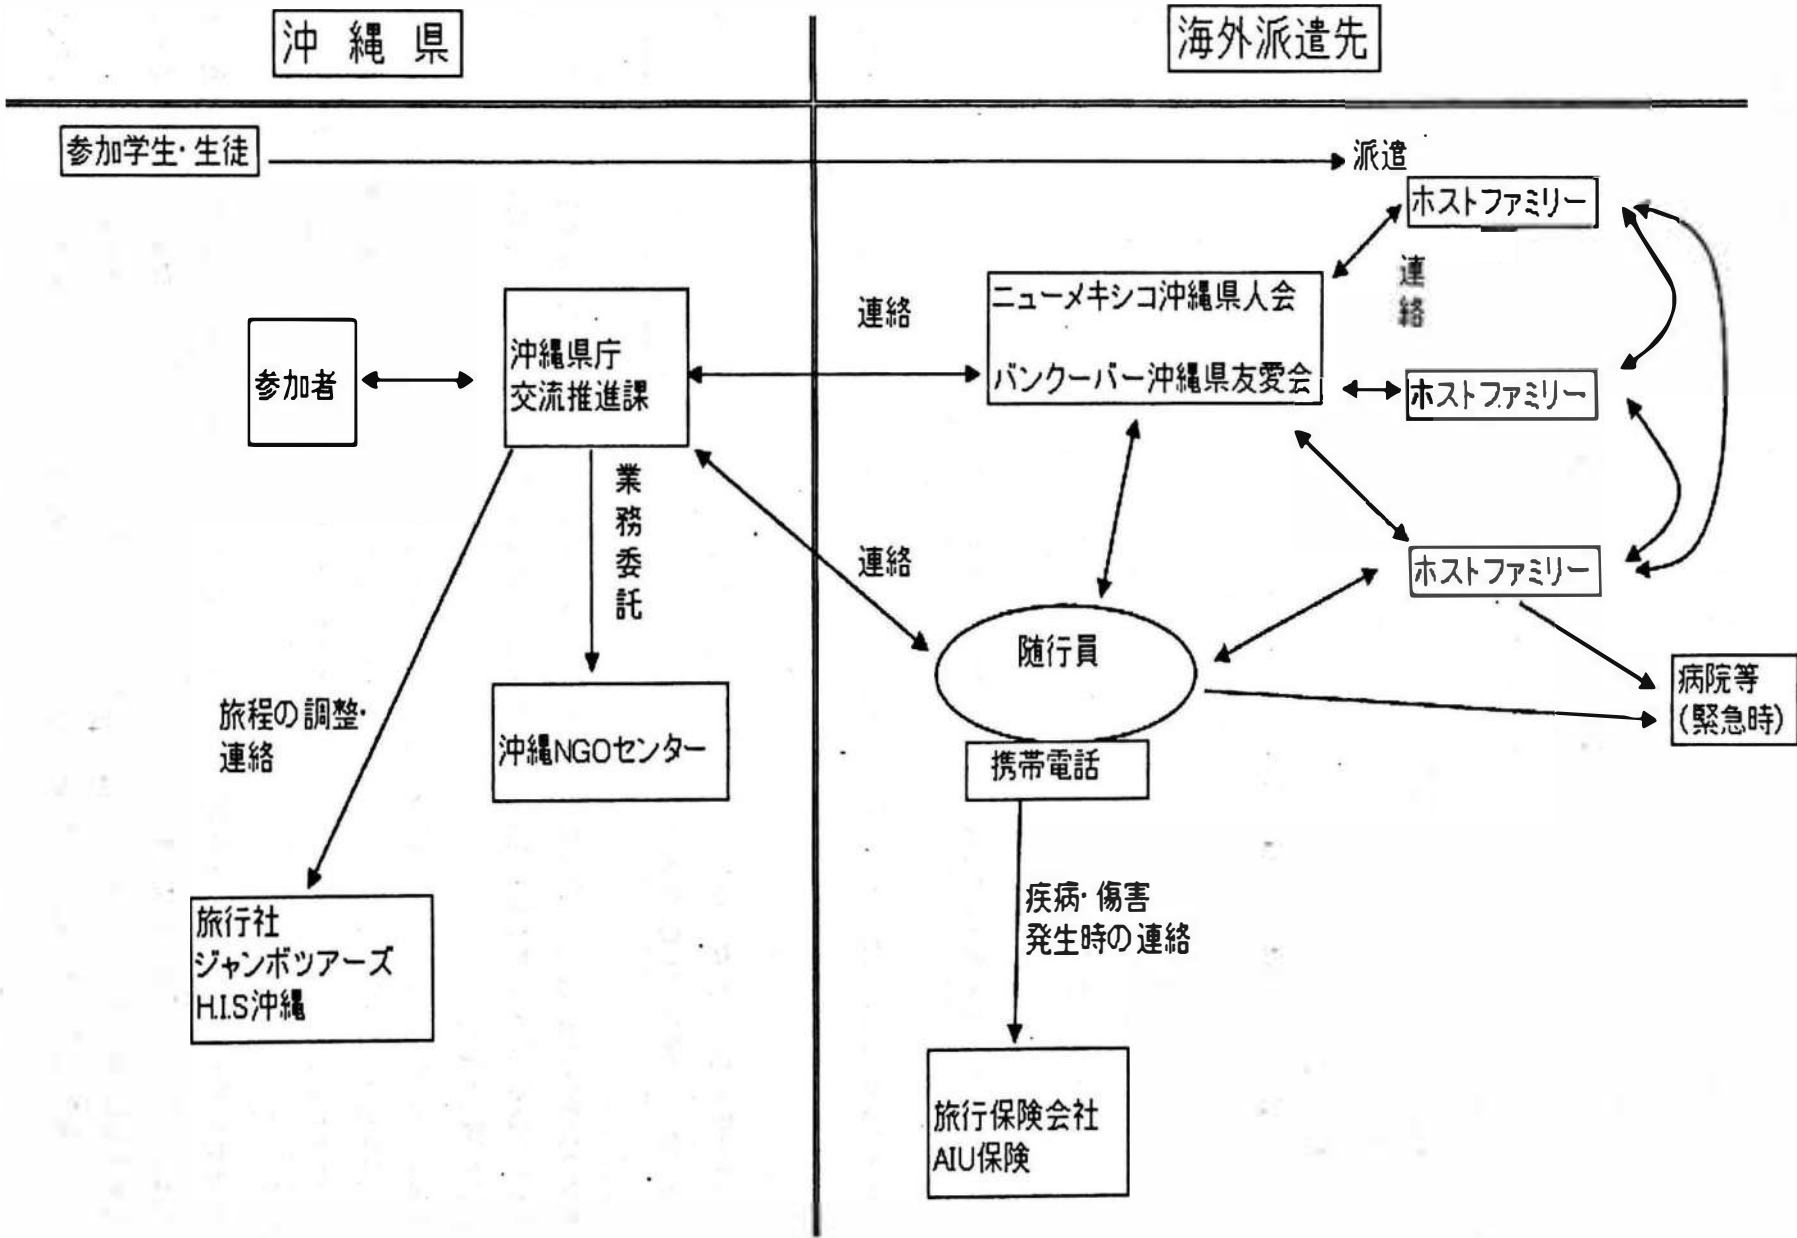 沖縄県
海外派遣先
参加学生・生徒
派遣
ホストファミリー
連絡
ニューメキシコ沖縄県人会
バンクーバー沖縄県友愛会
連絡
沖縄県庁
交流推進課
参加者
ホストファミリー
業務委託
連絡
ホストファミリー
随行員
携帯電話
病院等
(緊急時)
旅程の調整・
連絡
沖縄NGOセンター
疾病・傷害
発生時の連絡
旅行社
ジャンボツアーズ
H.I.S沖縄
旅行保険会社
AIU保険